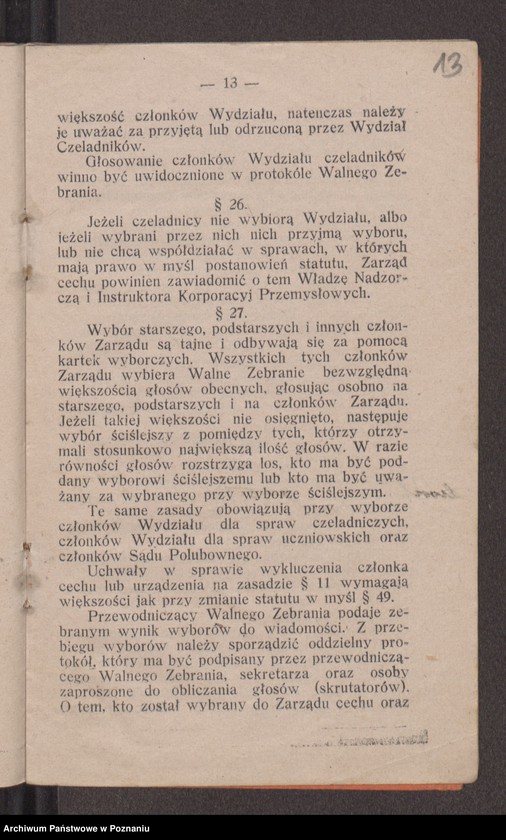 13
— 13 —
większość członków Wydziału, natenczas należy
je uważać za przyjętą lub odrzuconą przez Wydział
Czeladników.
Głosowanie członków Wydziału czeladników
winno być uwidocznione w protokóle Walnego Ze-
brania.
§ 26.
Jeżeli czeladnicy nie wybiorą Wydziału, albo
jeżeli wybrani przez nich nich przyjmą wyboru,
lub nie chcą współdziałać w sprawach, w których
mają prawo w myśl postanowień statutu, Zarząd
cechu powinien zawiadomić o tem Władzę Nadzor-
czą i Instruktora Korporacyj Przemysłowych.
§ 27.
Wybór starszego, podstarszych i innych człon-
ków Zarządu są tajne i odbywają się za pomocą
kartek wyborczych. Wszystkich tych członków
Zarządu wybiera Walne Zebranie bezwzględną
większością głosów obecnych, głosując osobno na
starszego, podstarszych i na członków Zarządu.
Jeżeli takiej większości nie osięgnięto, następuje
wybór ściślejszy z pomiędzy tych, którzy otrzy-
mali stosunkowo największą ilość głosów. W razie
równości głosów rozstrzyga los, kto ma być pod-
dany wyborowi ściślejszemu lub kto ma być uwa-
żany za wybranego przy wyborze ściślejszym.
Te same zasady obowiązują przy wyborze
członków Wydziału dla spraw czeladniczych,
członków Wydziału dla spraw uczniowskich oraz
członków Sądu Polubownego.
Uchwały w sprawie wykluczenia członka
cechu lub urządzenia na zasadzie § 11 wymagają
większości jak przy zmianie statutu w myśl § 49.
Przewodniczący Walnego Zebrania podaje ze-
branym wynik wyborów do wiadomości. Z prze-
biegu wyborów należy sporządzić oddzielny pro-
tokół, który ma być podpisany przez przewodniczą-
cego Walnego Zebrania, sekretarza oraz osoby
zaproszone do obliczania głosów (skrutatorów).
O tem, kto został wybrany do Zarządu cechu oraz
Archiwum Państwowe w Poznaniu